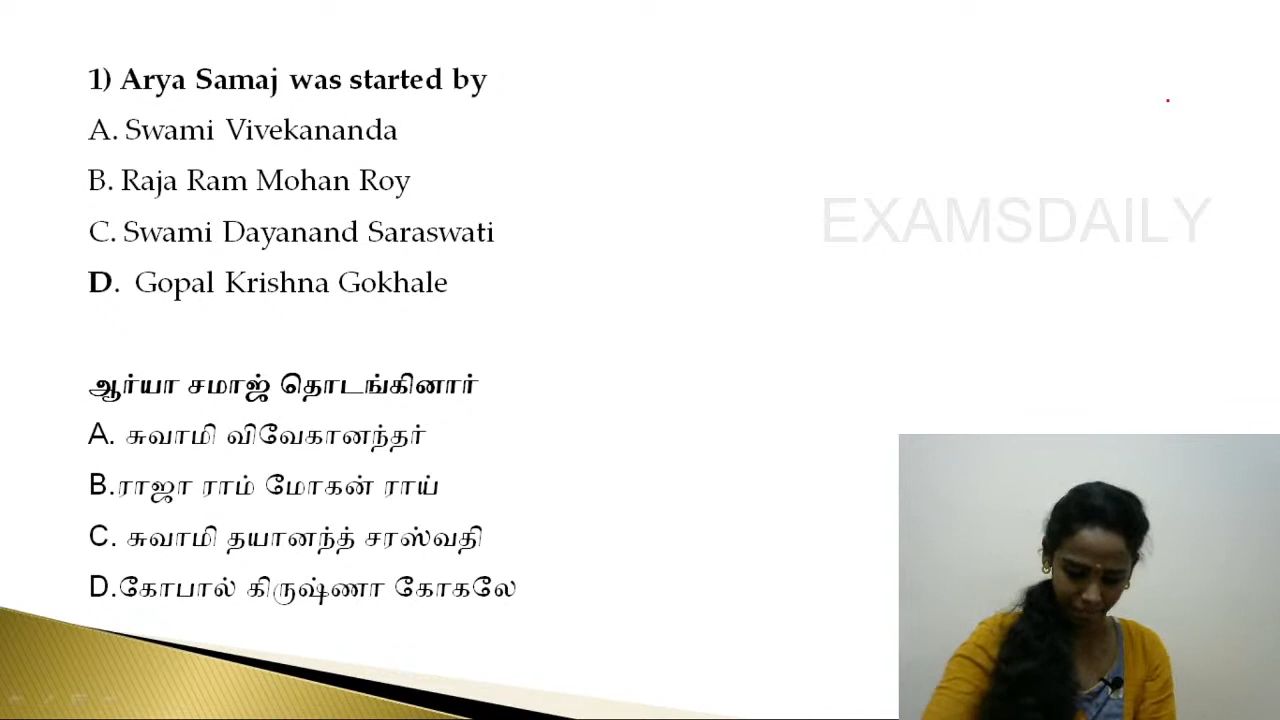 1) Arya Samaj was started by
A. Swami Vivekananda
B. Raja Ram Mohan Roy
C. Swami Dayanand Saraswati
D. Gopal Krishna Gokhale
EXAMSDAILY
ஆர்யா சமாஜ் தொடங்கினார்
A. சுவாமி விவேகானந்தர்
B.ராஜா ராம் மோகன் ராய்
C. சுவாமி தயானந்த் சரஸ்வதி
D.கோபால் கிருஷ்ணா கோகலே